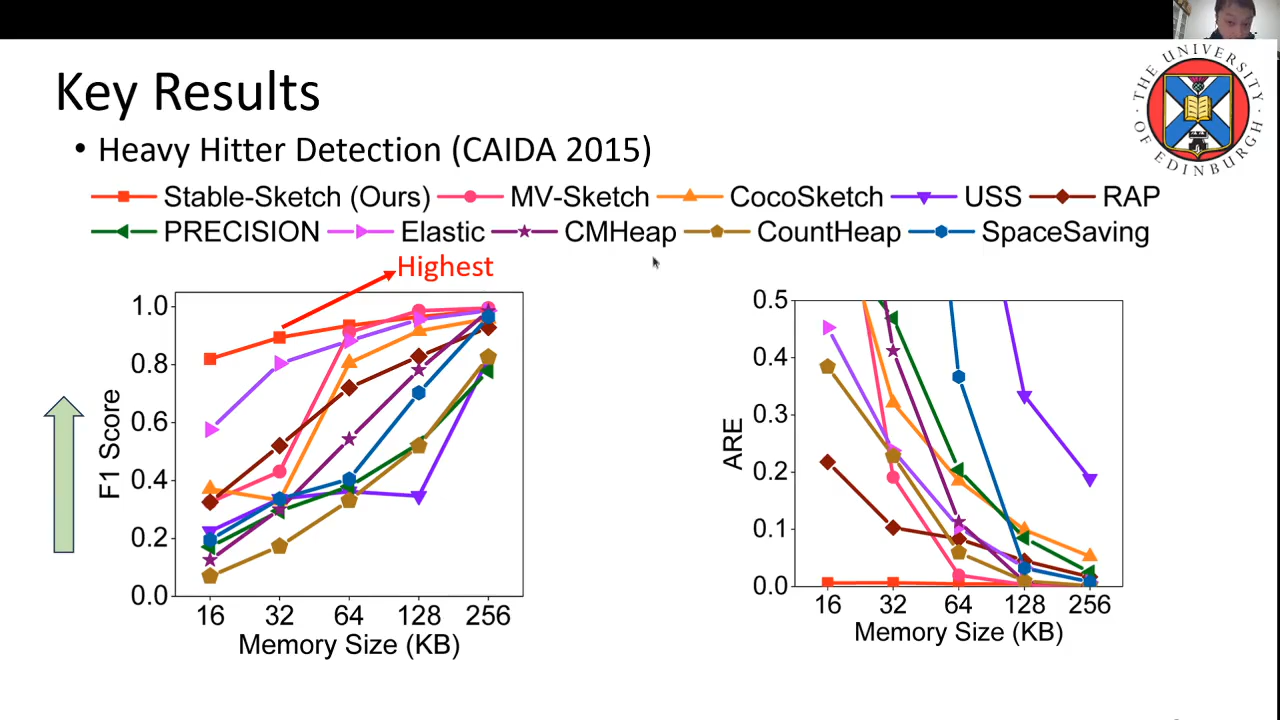 Key Results
THE UNIVERSITY OF EDINBURGH
• Heavy Hitter Detection (CAIDA 2015)
Stable-Sketch (Ours) MV-Sketch CocoSketch USS RAP
PRECISION Elastic CMHeap CountHeap SpaceSaving
Highest
1.0
0.8
0.6
0.4
0.2
0.0
F1 Score
16 32 64 128 256
Memory Size (KB)
0.5
0.4
0.3
0.2
0.1
0.0
ARE
16 32 64 128 256
Memory Size (KB)